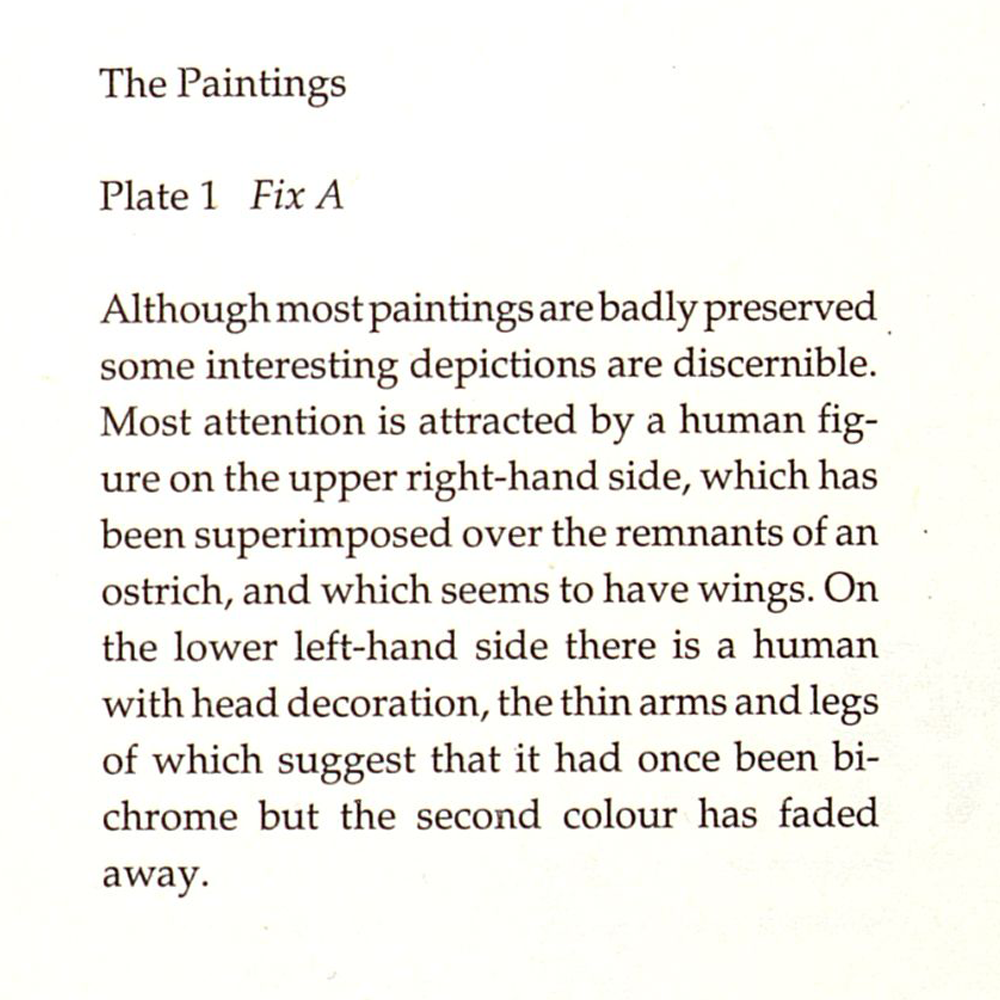 The Paintings
Plate 1 Fix A
Although most paintings are badly preserved
some interesting depictions are discernible.
Most attention is attracted by a human fig-
ure on the upper right-hand side, which has
been superimposed over the remnants of an
ostrich, and which seems to have wings. On
the lower left-hand side there is a human
with head decoration, the thin arms and legs
of which suggest that it had once been bi-
chrome but the second colour has faded
away.